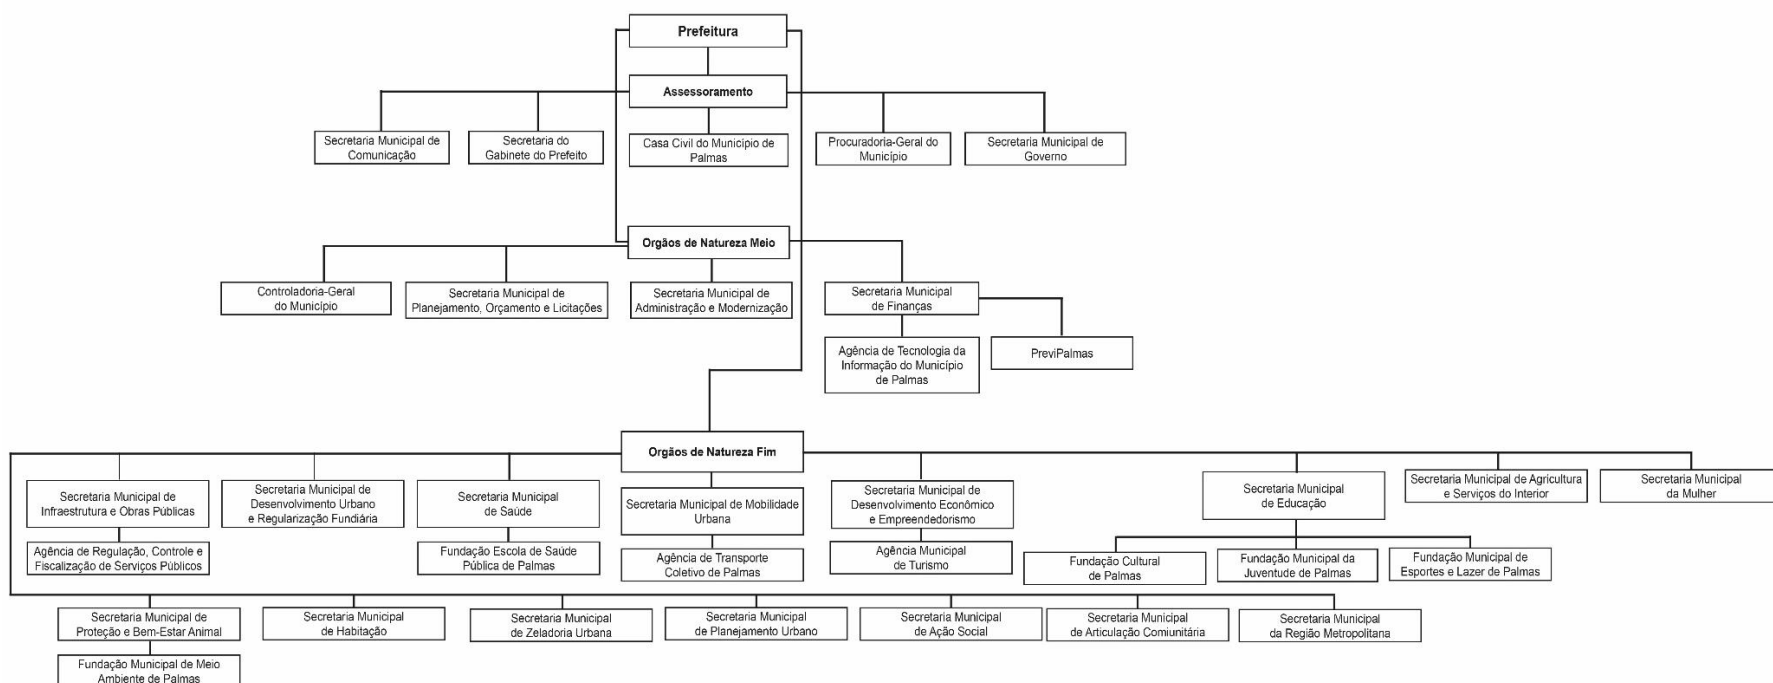 Prefeitura
Assessoramento
Secretaria Municipal de
Comunicação
Secretaria do
Gabinete do Prefeito
Casa Civil do Município de
Palmas
Procuradoria-Geral do
Município
Secretaria Municipal de
Governo
Orgãos de Natureza Meio
Controladoria-Geral
do Município
Secretaria Municipal de
Planejamento, Orçamento e Licitações
Secretaria Municipal de
Administração e Modernização
Secretaria Municipal
de Finanças
Agência de Tecnologia da
Informação do Município
de Palmas
PreviPalmas
Orgãos de Natureza Fim
Secretaria Municipal de
Infraestrutura e Obras Públicas
Secretaria Municipal de
Desenvolvimento Urbano
e Regularização Fundiária
Secretaria Municipal
de Saúde
Secretaria Municipal de Mobilidade
Urbana
Secretaria Municipal de
Desenvolvimento Econômico
e Empreendedorismo
Secretaria Municipal
de Educação
Secretaria Municipal de Agricultura
e Serviços do Interior
Secretaria Municipal
da Mulher
Agência de Regulação, Controle e
Fiscalização de Serviços Públicos
Fundação Escola de Saúde
Pública de Palmas
Agência de Transporte
Coletivo de Palmas
Agência Municipal
de Turismo
Fundação Cultural
de Palmas
Fundação Municipal da
Juventude de Palmas
Fundação Municipal de
Esportes e Lazer de Palmas
Secretaria Municipal de
Proteção e Bem-Estar Animal
Secretaria Municipal
de Habitação
Secretaria Municipal
de Zeladoria Urbana
Secretaria Municipal
de Planejamento Urbano
Secretaria Municipal
de Ação Social
Secretaria Municipal
de Articulação Comiunitária
Secretaria Municipal
da Região Metropolitana
Fundação Municipal de Meio
Ambiente de Palmas